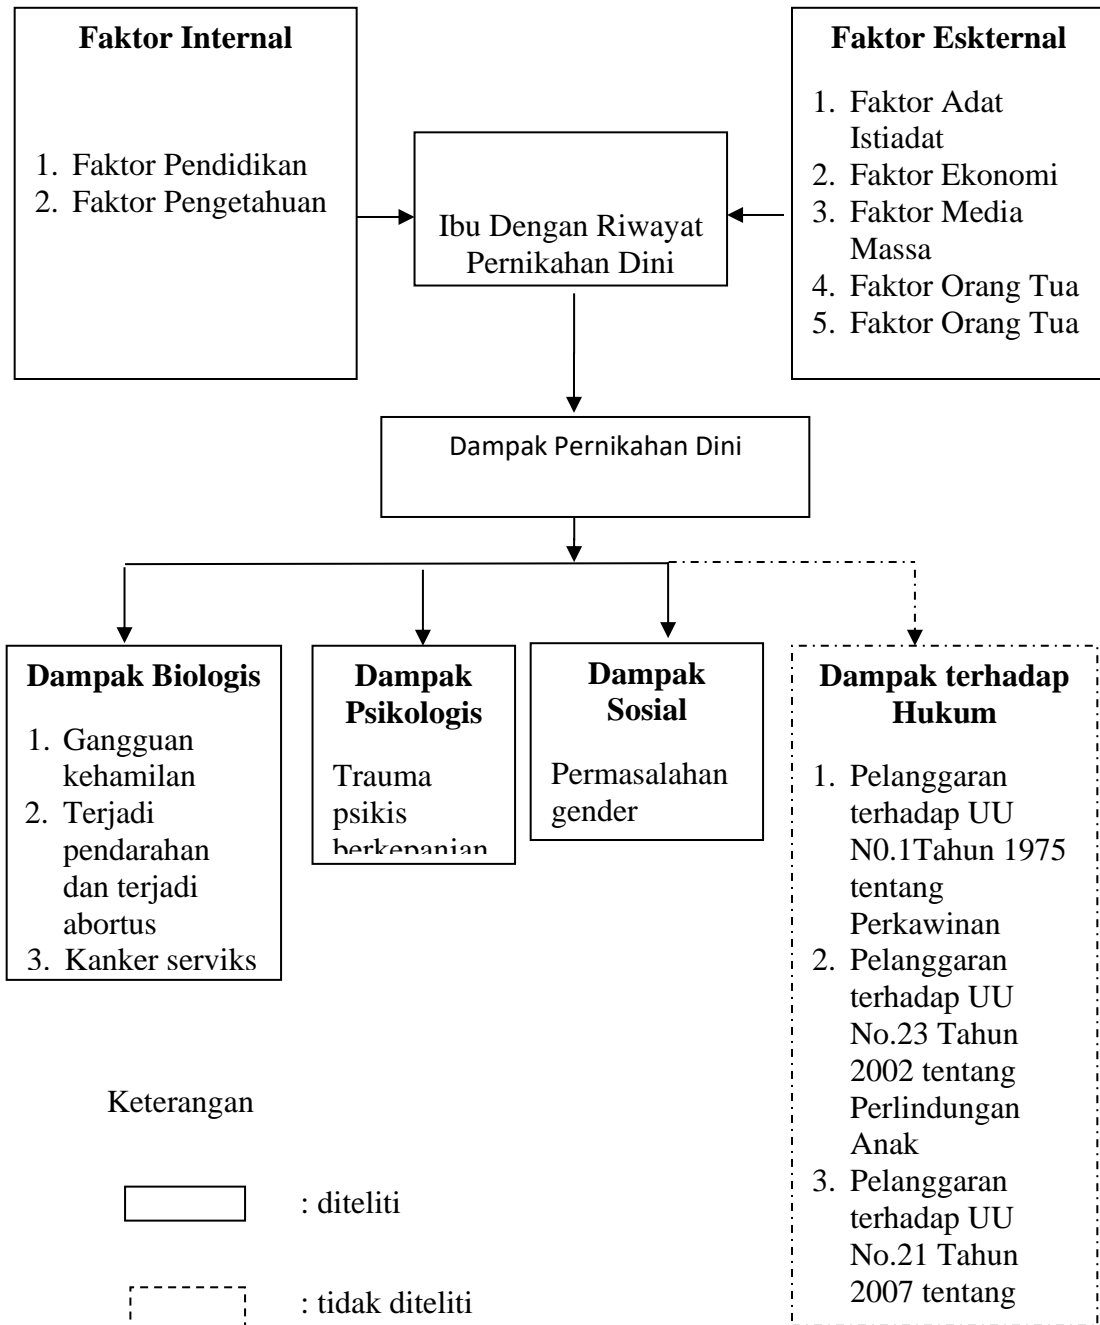 Faktor Internal
1. Faktor Pendidikan
2. Faktor Pengetahuan
Ibu Dengan Riwayat
Pernikahan Dini
Faktor Eskternal
1. Faktor Adat
Istiadat
2. Faktor Ekonomi
3. Faktor Media
Massa
4. Faktor Orang Tua
5. Faktor Orang Tua
Dampak Pernikahan Dini
Dampak Biologis
1. Gangguan
kehamilan
2. Terjadi
pendarahan
dan terjadi
abortus
3. Kanker serviks
Dampak
Psikologis
Trauma
psikis
berkepanjan
Dampak
Sosial
Permasalahan
gender
Dampak terhadap
Hukum
1. Pelanggaran
terhadap UU
N0.1Tahun 1975
tentang
Perkawinan
2. Pelanggaran
terhadap UU
No.23 Tahun
2002 tentang
Perlindungan
Anak
3. Pelanggaran
terhadap UU
No.21 Tahun
2007 tentang
Keterangan
: diteliti
: tidak diteliti